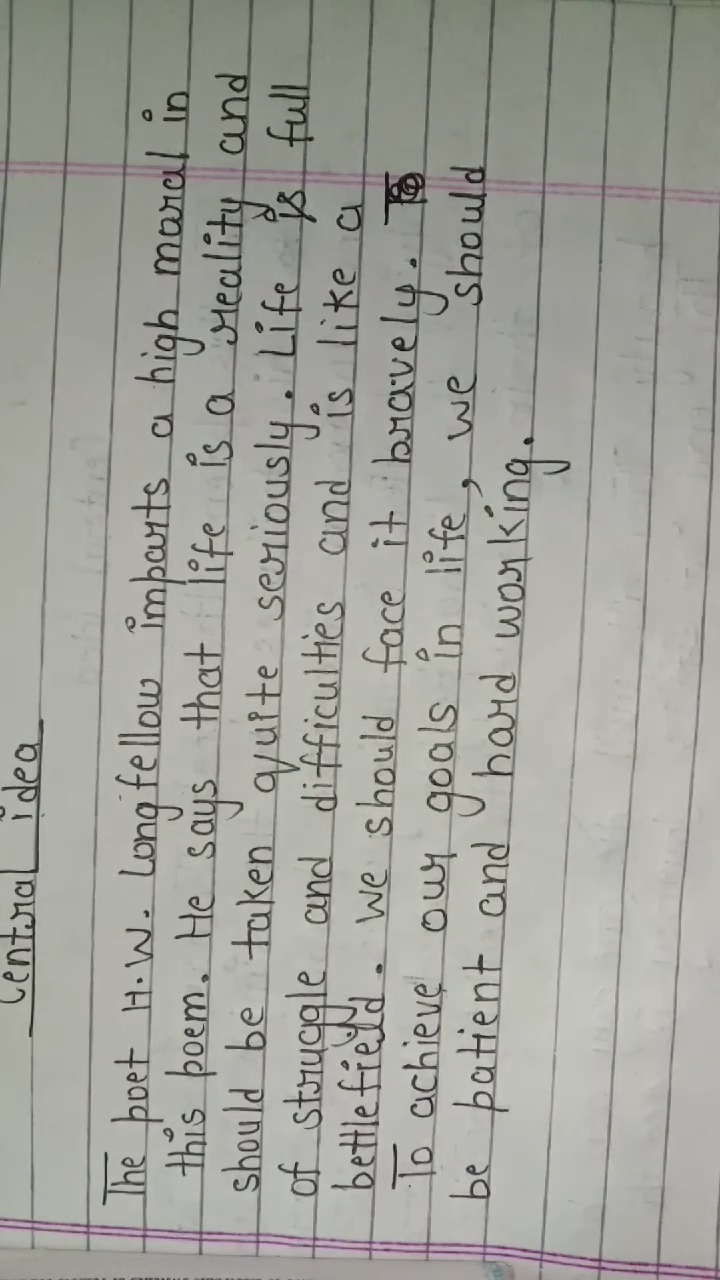 Central idea
The poet H.W. Longfellow imparts a high maral in
this poem. He says that life is a reality and
should be taken quite seriously. Life is full
of struggle and difficulties and is like a
bettlefield. we should face it bravely.
To achieve our goals in life, we should
be patient and hard working.